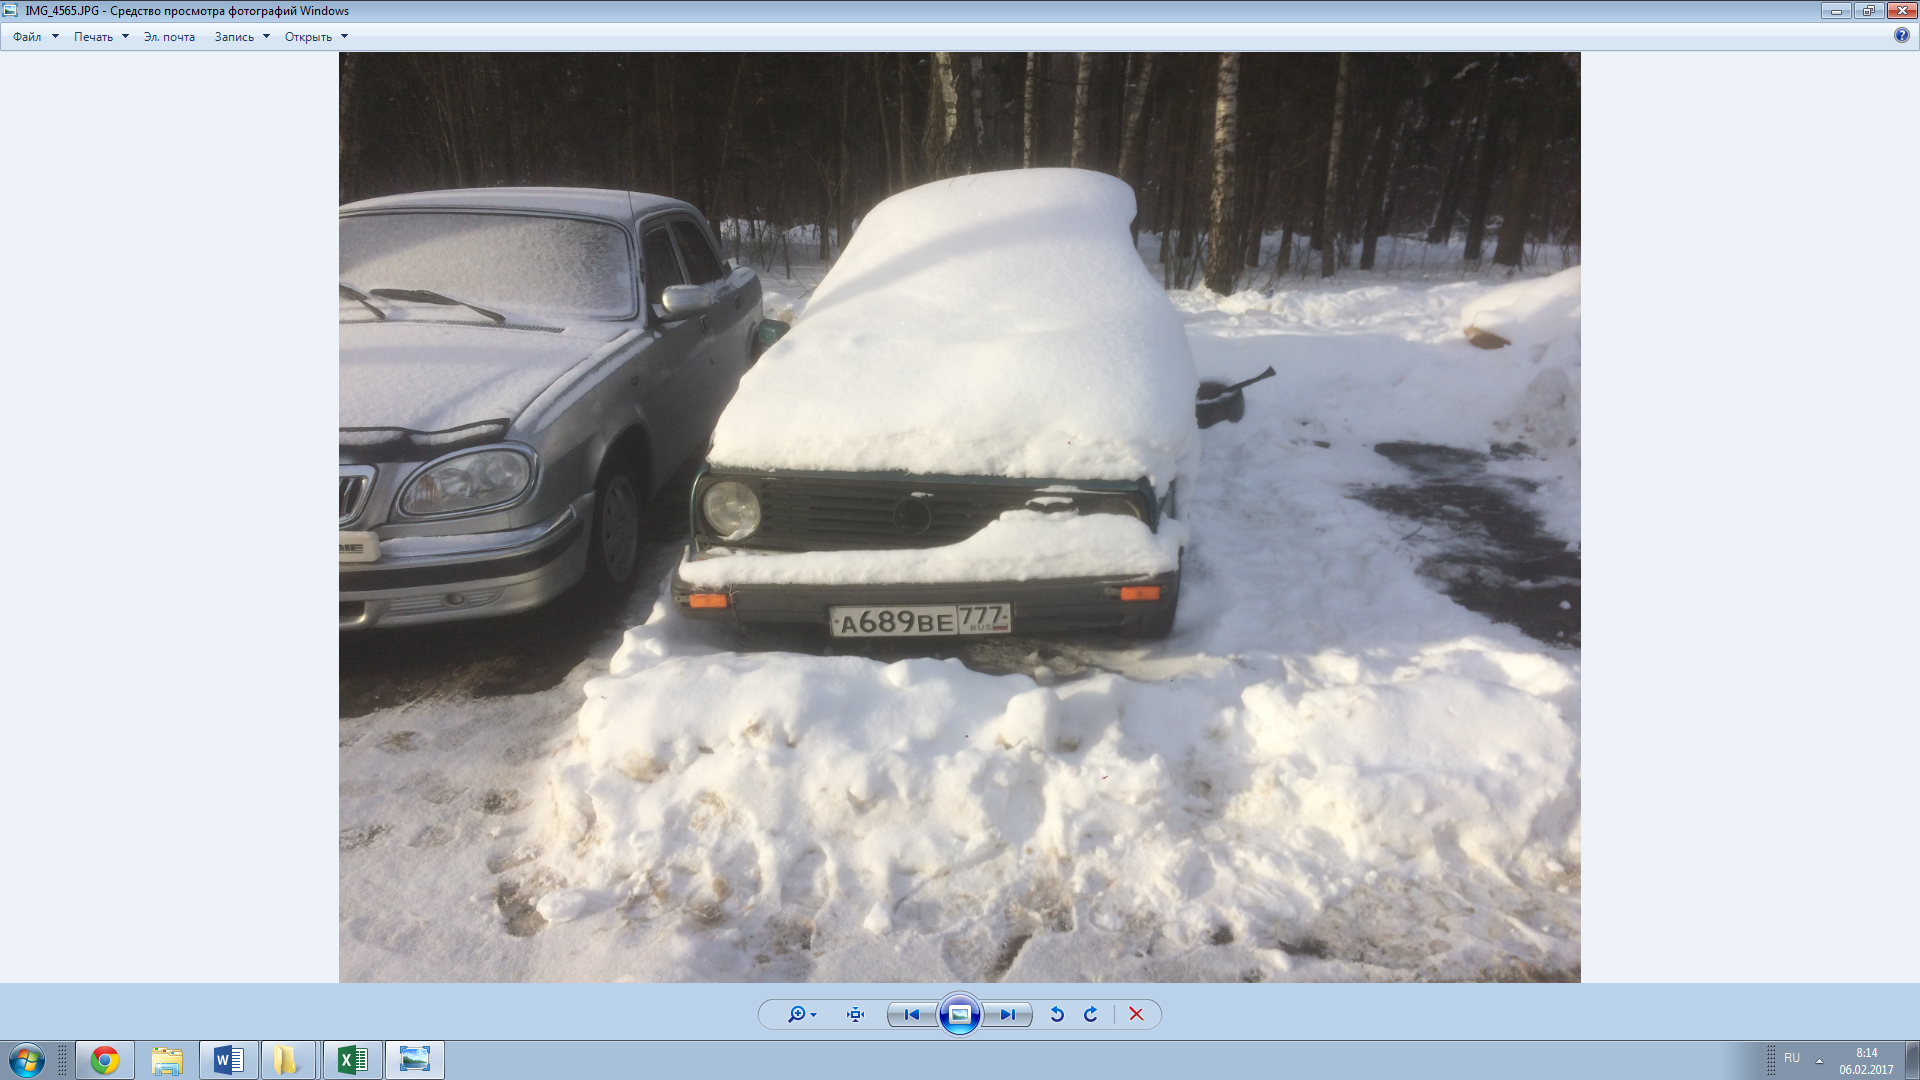 IMG_4565.JPG - Средство просмотра фотографий Windows
Файл Печать Эл. почта Запись Открыть
А689ВЕ 777
RUS
RU
8:14
06.02.2017